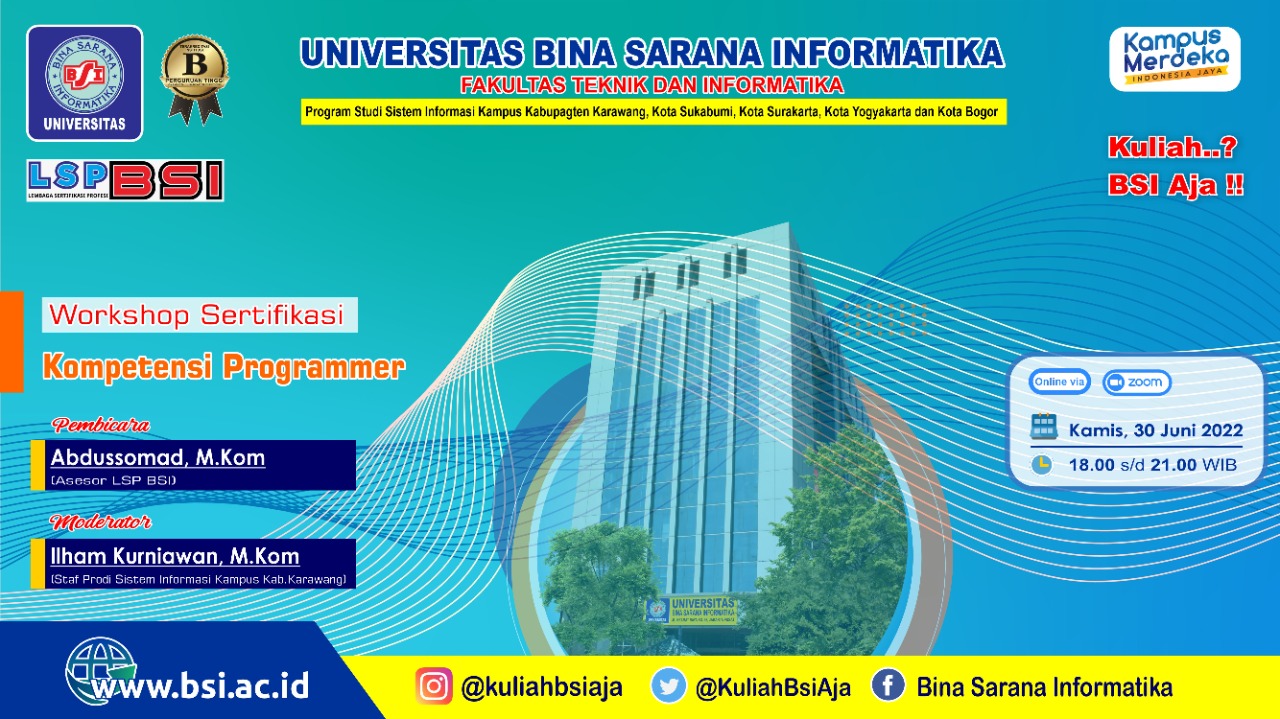 BINA SARANA
BSI
INFORMATIKA
UNIVERSITAS
B
PERGURUAN TINGGI
LSP BSI
LEMBAGA SERTIFIKASI PROFESI
UNIVERSITAS BINA SARANA INFORMATIKA
FAKULTAS TEKNIK DAN INFORMATIKA
Program Studi Sistem Informasi Kampus Kabupagten Karawang, Kota Sukabumi, Kota Surakarta, Kota Yogyakarta dan Kota Bogor
Kampus
Merdeka
INDONESIA JAYA
Kuliah..?
BSI Aja !!
Workshop Sertifikasi
Kompetensi Programmer
Pembicara
Abdussomad, M.Kom
(Asesor LSP BSI)
Moderator
Ilham Kurniawan, M.Kom
(Staf Prodi Sistem Informasi Kampus Kab.Karawang)
Online via zoom
Kamis, 30 Juni 2022
18.00 s/d 21.00 WIB
UNIVERSITAS
BINA SARANA INFORMATIKA
www.bsi.ac.id
@kuliahbsiaja
@KuliahBsiAja
Bina Sarana Informatika